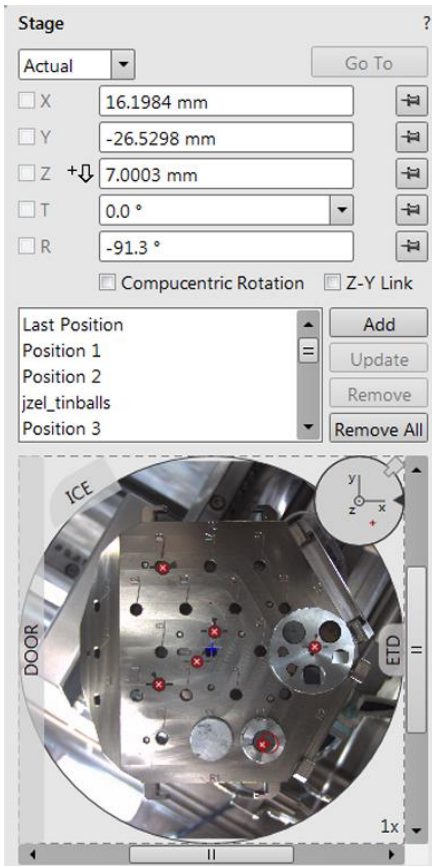 Stage ?
Actual Go To
X 16.1984 mm
Y -26.5298 mm
Z 7.0003 mm
T 0.0 °
R -91.3 °
Compucentric Rotation Z-Y Link
Last Position Add
Position 1
Position 2 Update
jzel_tinballs Remove
Position 3 Remove All
ICE
y
z x
DOOR
ETD
R1
1x